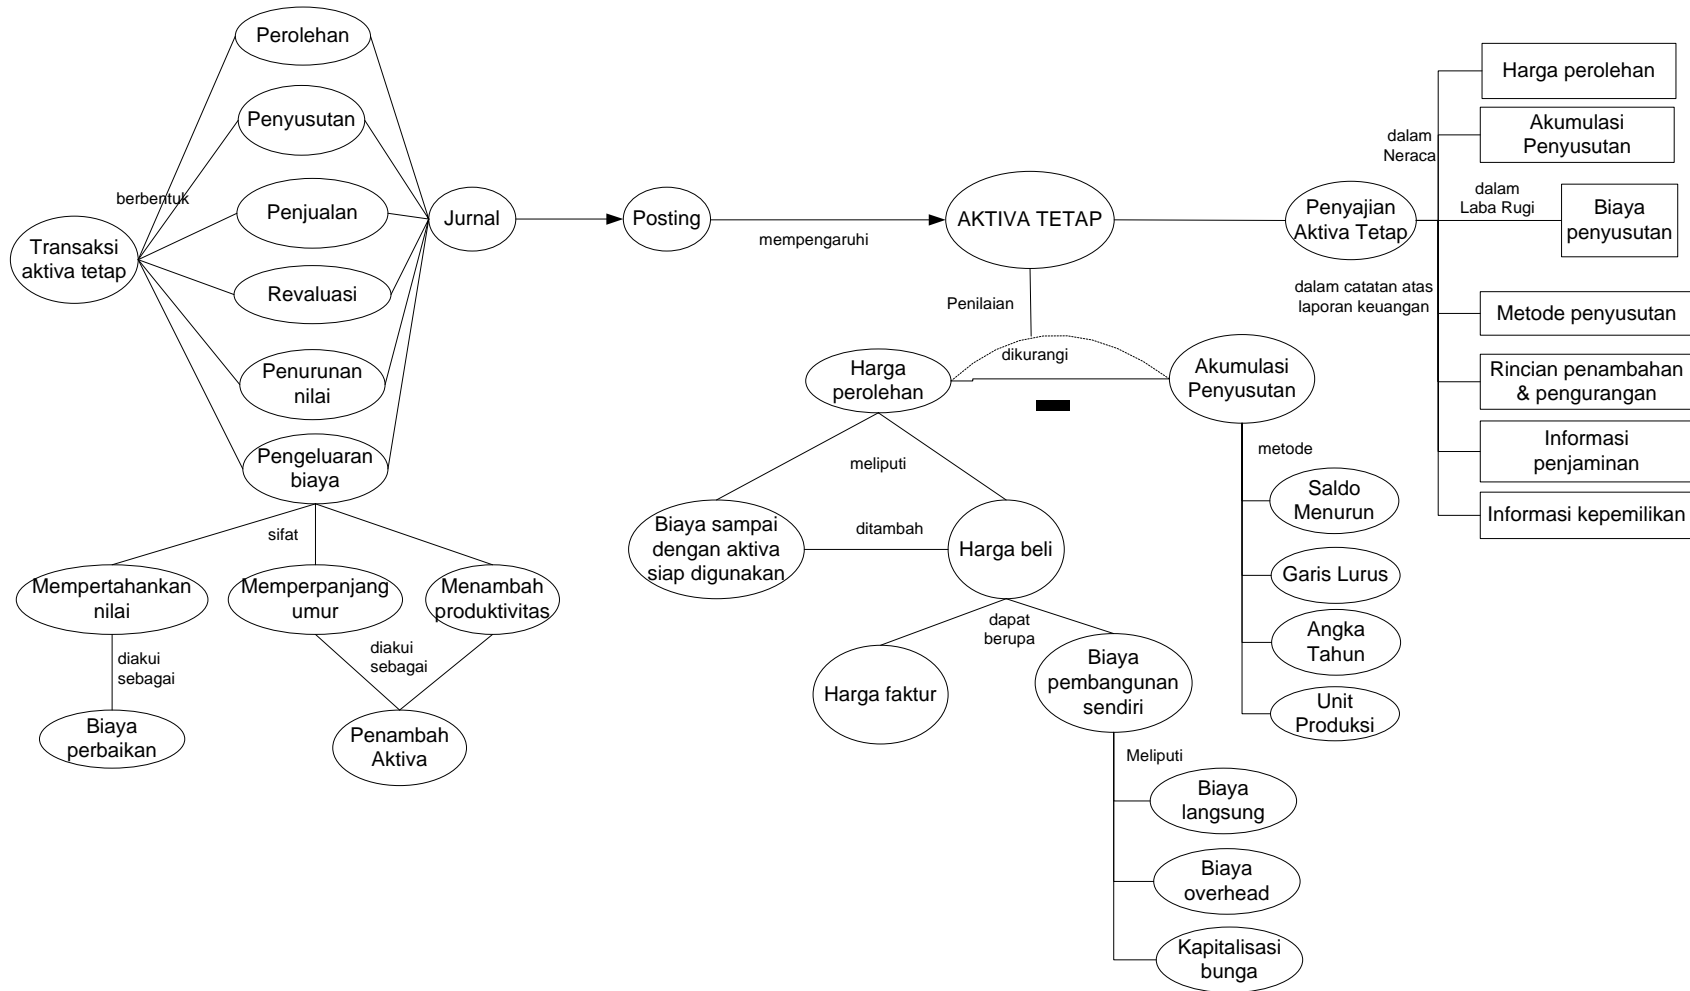 Perolehan
Penyusutan
berbentuk
Penjualan
Transaksi
aktiva tetap
Revaluasi
Penurunan
nilai
Pengeluaran
biaya
Jurnal
Posting
mempengaruhi
AKTIVA TETAP
Penyajian
Aktiva Tetap
dalam
Neraca
Harga perolehan
Akumulasi
Penyusutan
dalam
Laba Rugi
Biaya
penyusutan
dalam catatan atas
laporan keuangan
Metode penyusutan
Rincian penambahan
& pengurangan
Informasi
penjaminan
Informasi kepemilikan
Penilaian
dikurangi
Harga
perolehan
Akumulasi
Penyusutan
meliputi
metode
Saldo
Menurun
Garis Lurus
Angka
Tahun
Unit
Produksi
Biaya sampai
dengan aktiva
siap digunakan
ditambah
Harga beli
dapat
berupa
Harga faktur
Biaya
pembangunan
sendiri
Meliputi
Biaya
langsung
Biaya
overhead
Kapitalisasi
bunga
sifat
Mempertahankan
nilai
Memperpanjang
umur
Menambah
produktivitas
diakui
sebagai
diakui
sebagai
Biaya
perbaikan
Penambah
Aktiva